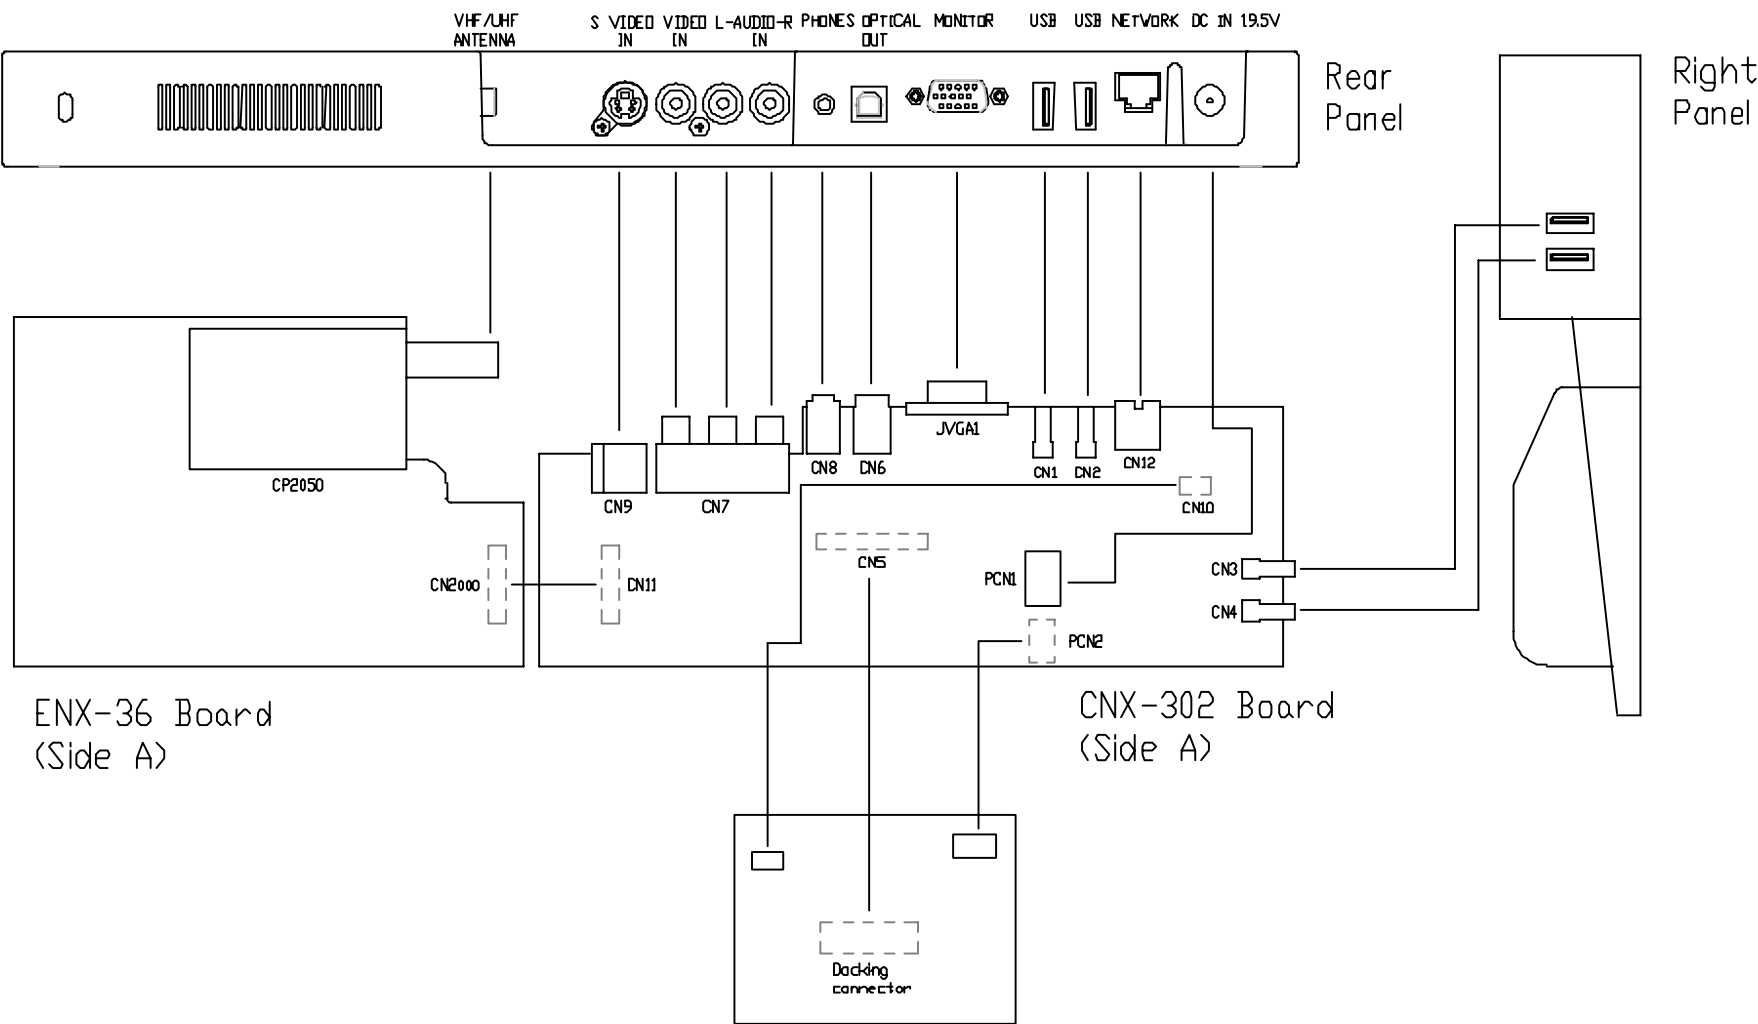 VHF/UHF
ANTENNA
S VIDEO
IN
VIDEO
IN
L-AUDIO-R
IN
PHONES
OPTICAL
OUT
MONITOR
USB
USB
NETWORK
DC IN 19.5V
Rear
Panel
Right
Panel
CP2050
CN9
CN7
CN8
CN6
JVGA1
CN1
CN2
CN12
CN10
CN5
CN2000
CN11
PCN1
PCN2
CN3
CN4
ENX-36 Board
(Side A)
CNX-302 Board
(Side A)
Docking
connector